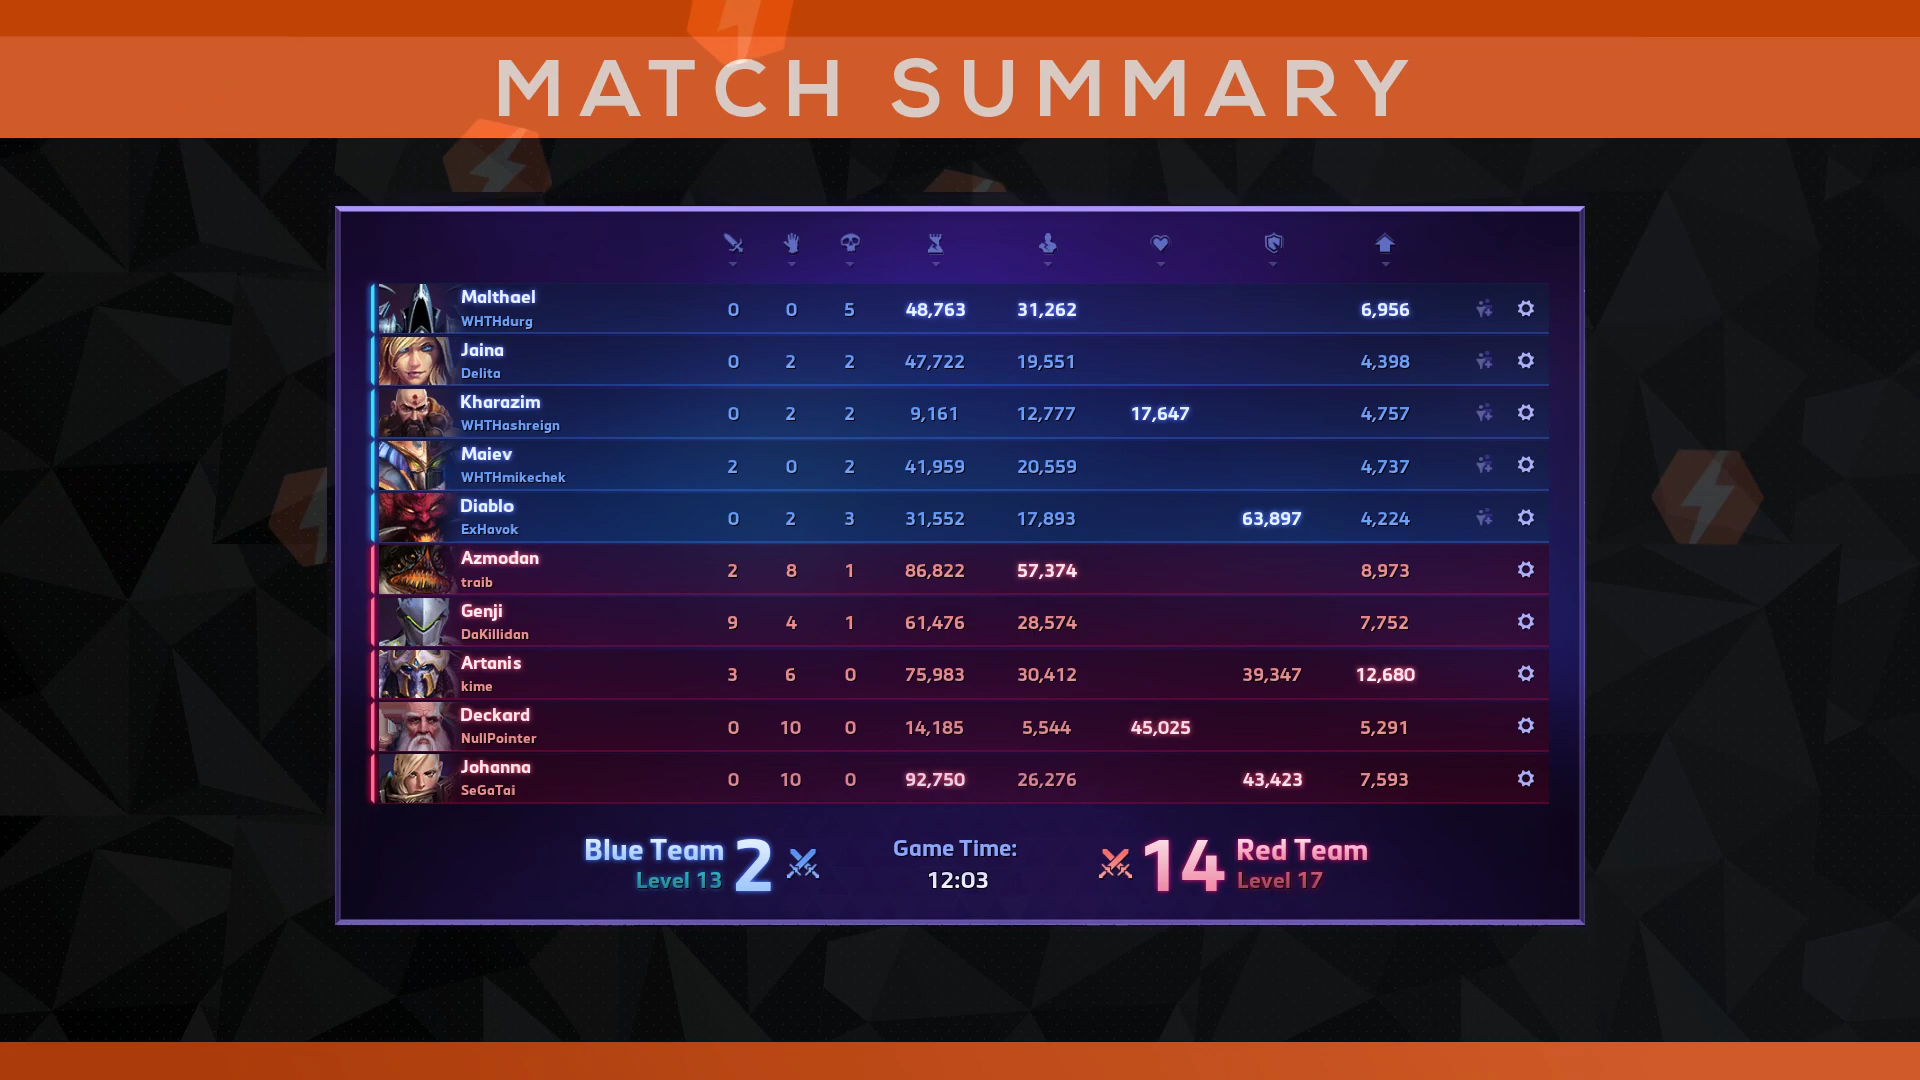 MATCH SUMMARY
Malthael 0 0 5 48,763 31,262 6,956
WHTHdurg
Jaina 0 2 2 47,722 19,551 4,398
Delita
Kharazim 0 2 2 9,161 12,777 17,647 4,757
WHTHashreign
Maiev 2 0 2 41,959 20,559 4,737
WHTHmikechek
Diablo 0 2 3 31,552 17,893 63,897 4,224
ExHavok
Azmodan 2 8 1 86,822 57,374 8,973
traib
Genji 9 4 1 61,476 28,574 7,752
DaKillidan
Artanis 3 6 0 75,983 30,412 39,347 12,680
kime
Deckard 0 10 0 14,185 5,544 45,025 5,291
NullPointer
Johanna 0 10 0 92,750 26,276 43,423 7,593
SeGaTai
Blue Team 2 Game Time: 14 Red Team
Level 13 12:03 Level 17